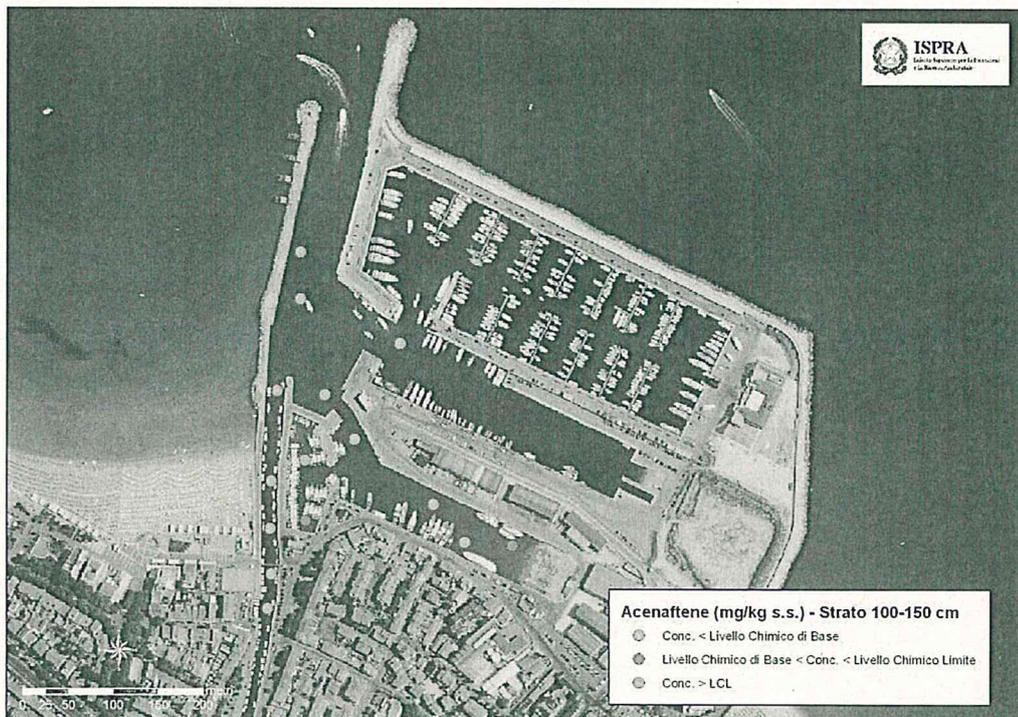 ISPRA
Acenaftene (mg/kg s.s.) - Strato 100-150 cm
Conc. < Livello Chimico di Base
Livello Chimico di Base < Conc. < Livello Chimico Limite
Conc. > LCL
0 25 50 100 150 200